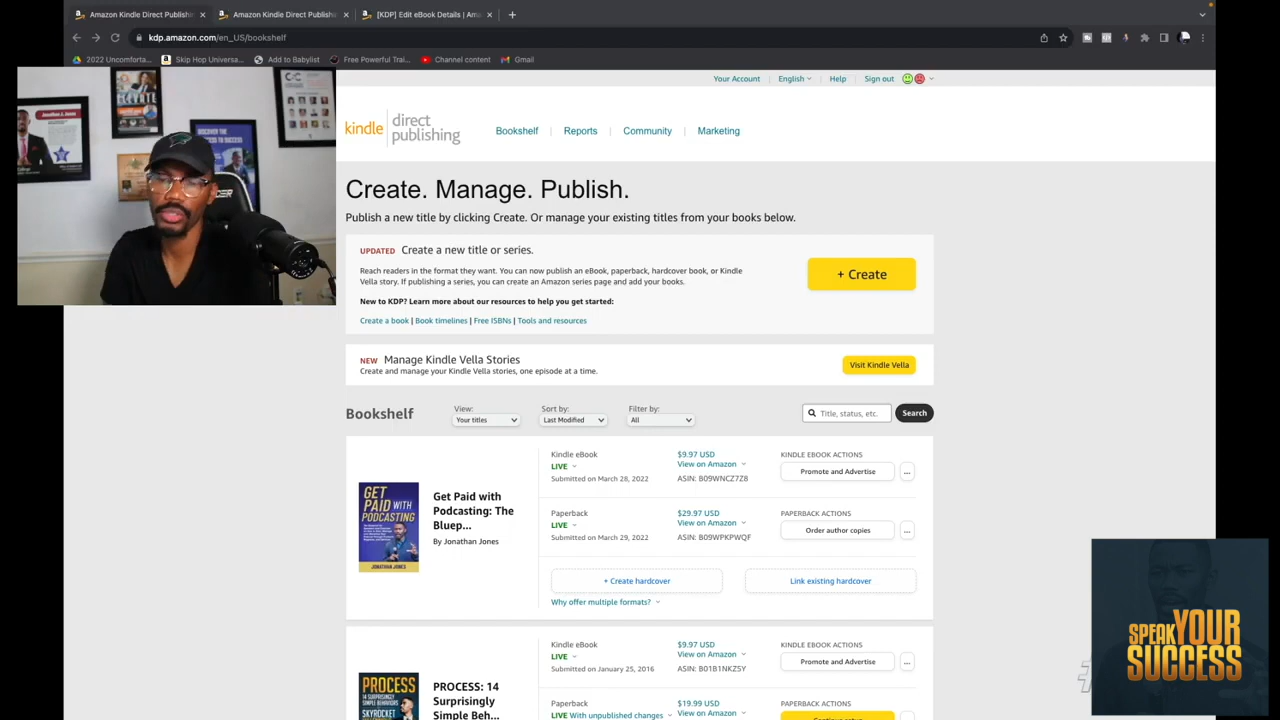 Amazon Kindle Direct Publishin
Amazon Kindle Direct Publishin
[KDP] Edit eBook Details | Ama
kdp.amazon.com/en_US/bookshelf
2022 Uncomforta...
Skip Hop Universa...
Add to Babylist
Free Powerful Trai...
Channel content
Gmail
Your Account
English
Help
Sign out
kindle direct publishing
Bookshelf
Reports
Community
Marketing
Create. Manage. Publish.
Publish a new title by clicking Create. Or manage your existing titles from your books below.
UPDATED Create a new title or series.
Reach readers in the format they want. You can now publish an eBook, paperback, hardcover book, or Kindle
Vella story. If publishing a series, you can create an Amazon series page and add your books.
+ Create
New to KDP? Learn more about our resources to help you get started:
Create a book | Book timelines | Free ISBNs | Tools and resources
NEW Manage Kindle Vella Stories
Create and manage your Kindle Vella stories, one episode at a time.
Visit Kindle Vella
Bookshelf
View:
Your titles
Sort by:
Last Modified
Filter by:
All
Title, status, etc.
Search
GET
PAID WITH
PODCASTING
JONATHAN JONES
Get Paid with
Podcasting: The
Bluep...
By Jonathan Jones
Kindle eBook
LIVE
Submitted on March 28, 2022
$9.97 USD
View on Amazon
ASIN: B09WNCZ7Z8
KINDLE EBOOK ACTIONS
Promote and Advertise
...
Paperback
LIVE
Submitted on March 29, 2022
$29.97 USD
View on Amazon
ASIN: B09WPKPWQF
PAPERBACK ACTIONS
Order author copies
...
+ Create hardcover
Link existing hardcover
Why offer multiple formats?
PROCESS
14 SURPRISINGLY
SIMPLE BEHAVIORS
SKYROCKET
PROCESS: 14
Surprisingly
Simple Beh...
Kindle eBook
LIVE
Submitted on January 25, 2016
$9.97 USD
View on Amazon
ASIN: B01B1NKZ5Y
KINDLE EBOOK ACTIONS
Promote and Advertise
...
Paperback
LIVE With unpublished changes
$19.99 USD
View on Amazon
PAPERBACK ACTIONS
SPEAK YOUR
SUCCESS
#